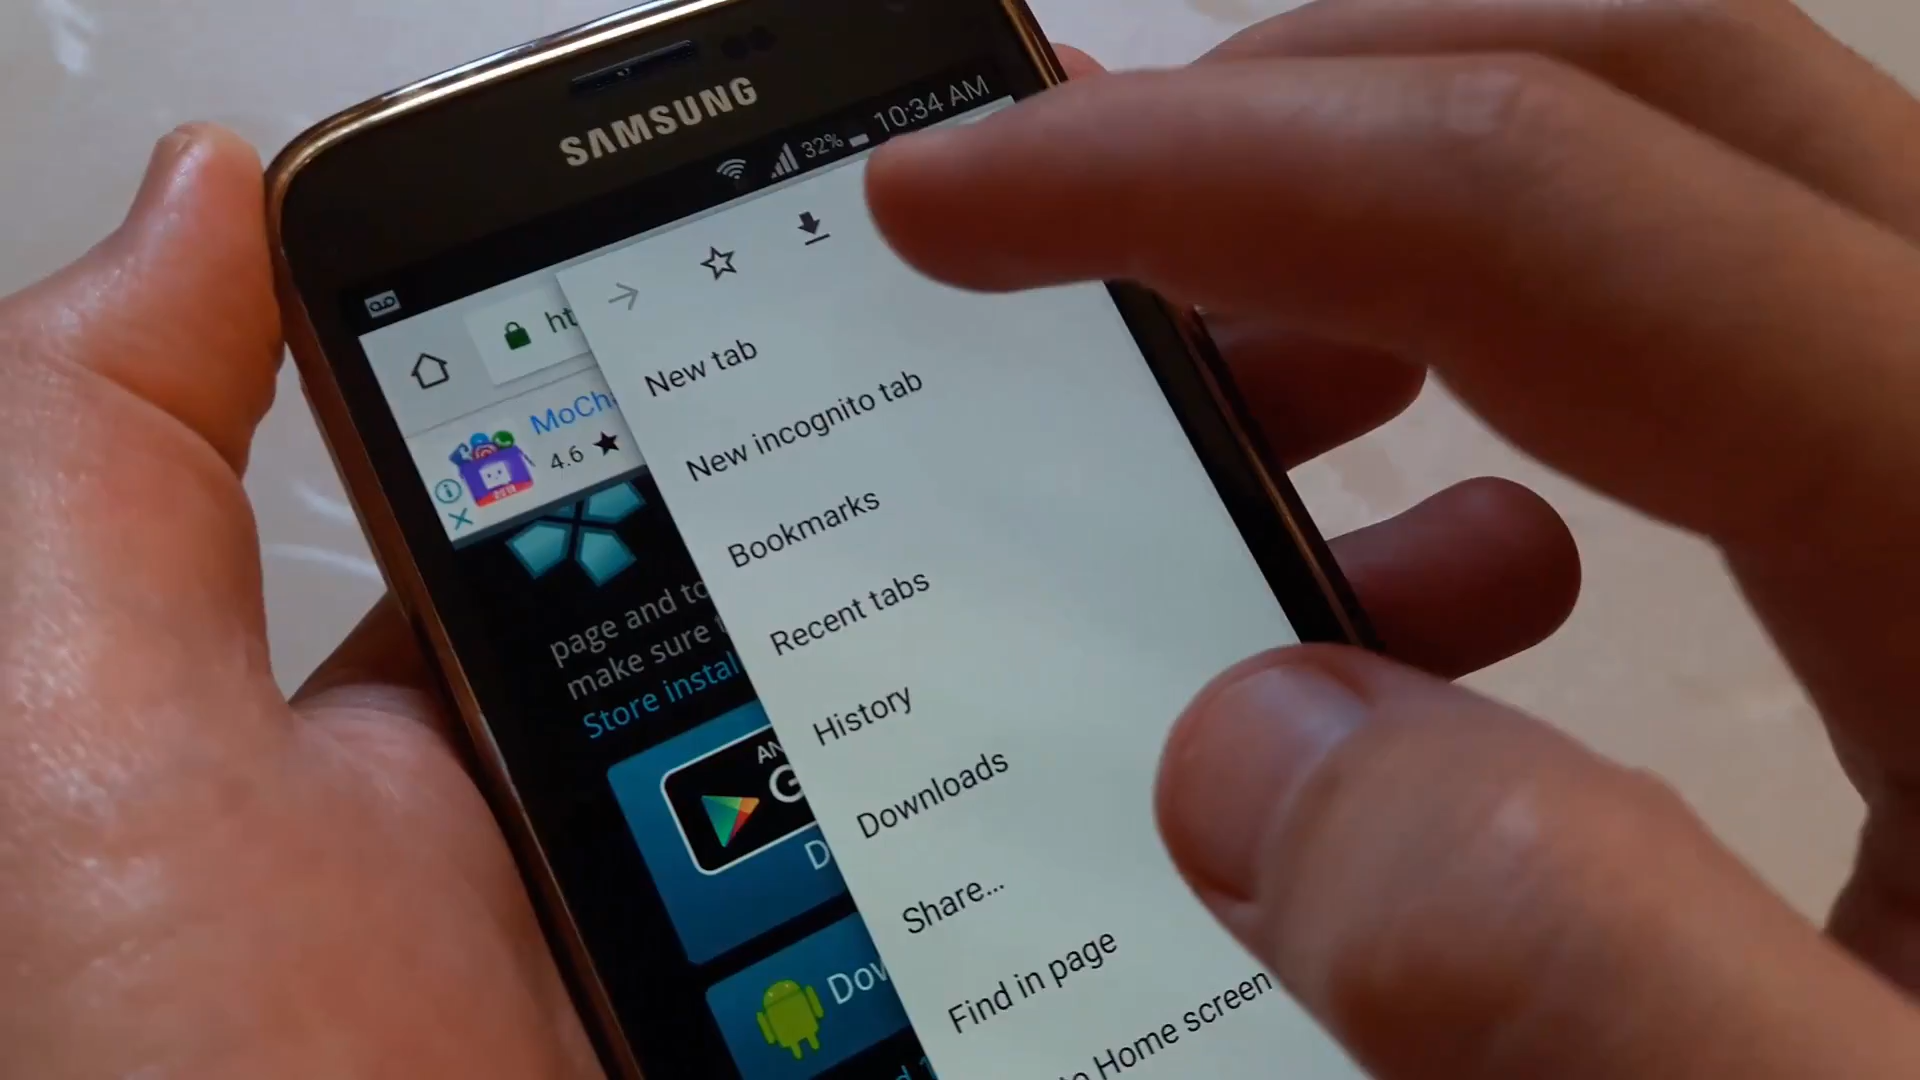 SAMSUNG
32% 10:34 AM
ht
New tab
MoCh
4.6
New incognito tab
2019
Bookmarks
page and to
make sure
Store instal
Recent tabs
History
Downloads
Share...
Find in page
Home screen